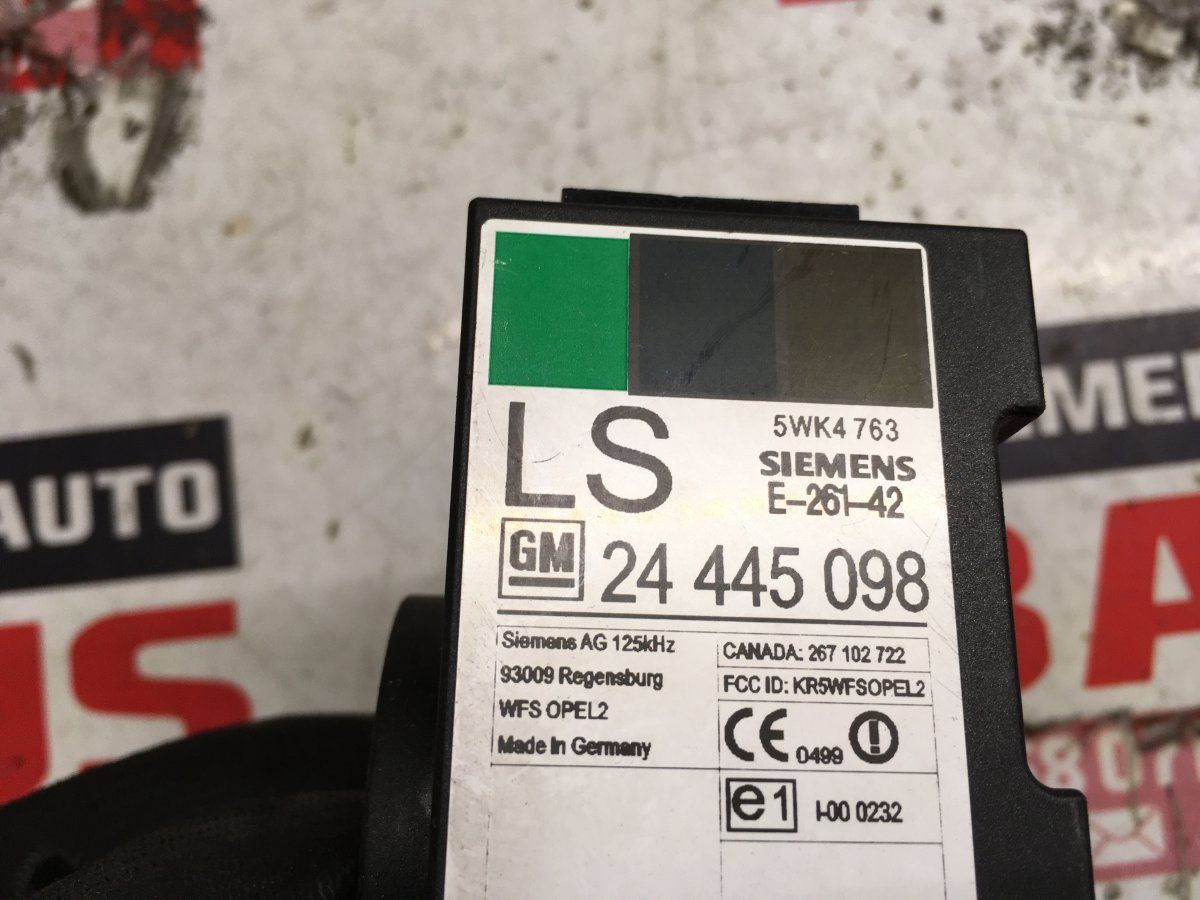 LS
5WK4 763
SIEMENS
E-261-42
GM
24 445 098
Siemens AG 125kHz
93009 Regensburg
WFS OPEL2
Made in Germany
CANADA: 267 102 722
FCC ID: KR5WFSOPEL2
CE 0499
e1 I-00 0232
AUTO